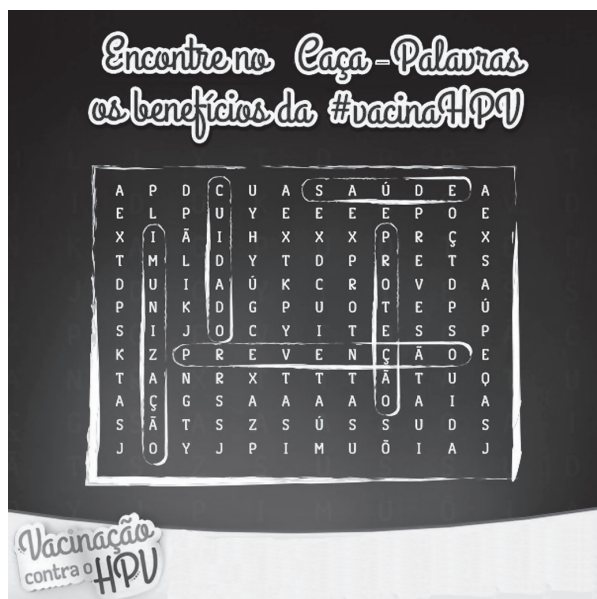 Encontre no Caça-Palavras
os benefícios da #vacinaHPV
A P D C U A S A Ú D E A
E L P U Y E E E E P O E
X I Ã I H X X X P R Ç X
T M L D Y T D P R E T S
D U I A Ú K C R O V D A
P N K D G P U O T E P Ú
S I J O C Y I T E S S P
K Z P R E V E N Ç Ã O E
T A N R X T T T Ã T U Q
A Ç G S A A A A O A I A
S Ã T S Z S Ú S S U D S
J O Y J P I M U Õ I A J
Vacinação
contra o HPV